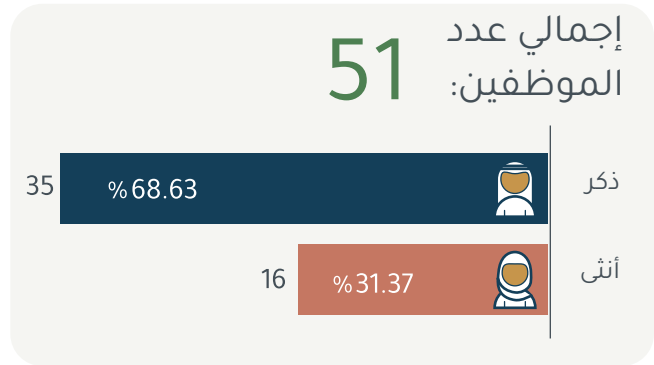 إجمالي عدد
الموظفين:
51
ذكر
%68.63
35
أنثى
%31.37
16